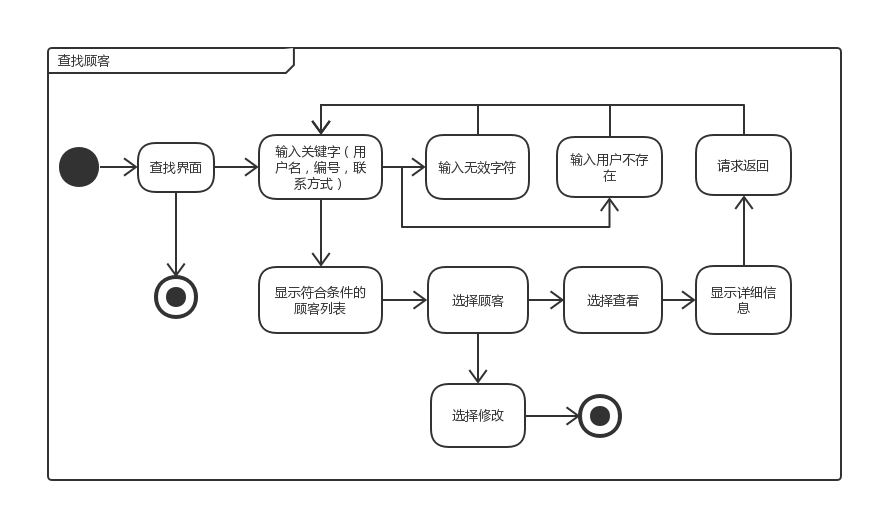 查找顾客
查找界面
输入关键字（用
户名，编号，联
系方式）
输入无效字符
输入用户不存
在
请求返回
显示符合条件的
顾客列表
选择顾客
选择查看
显示详细信
息
选择修改